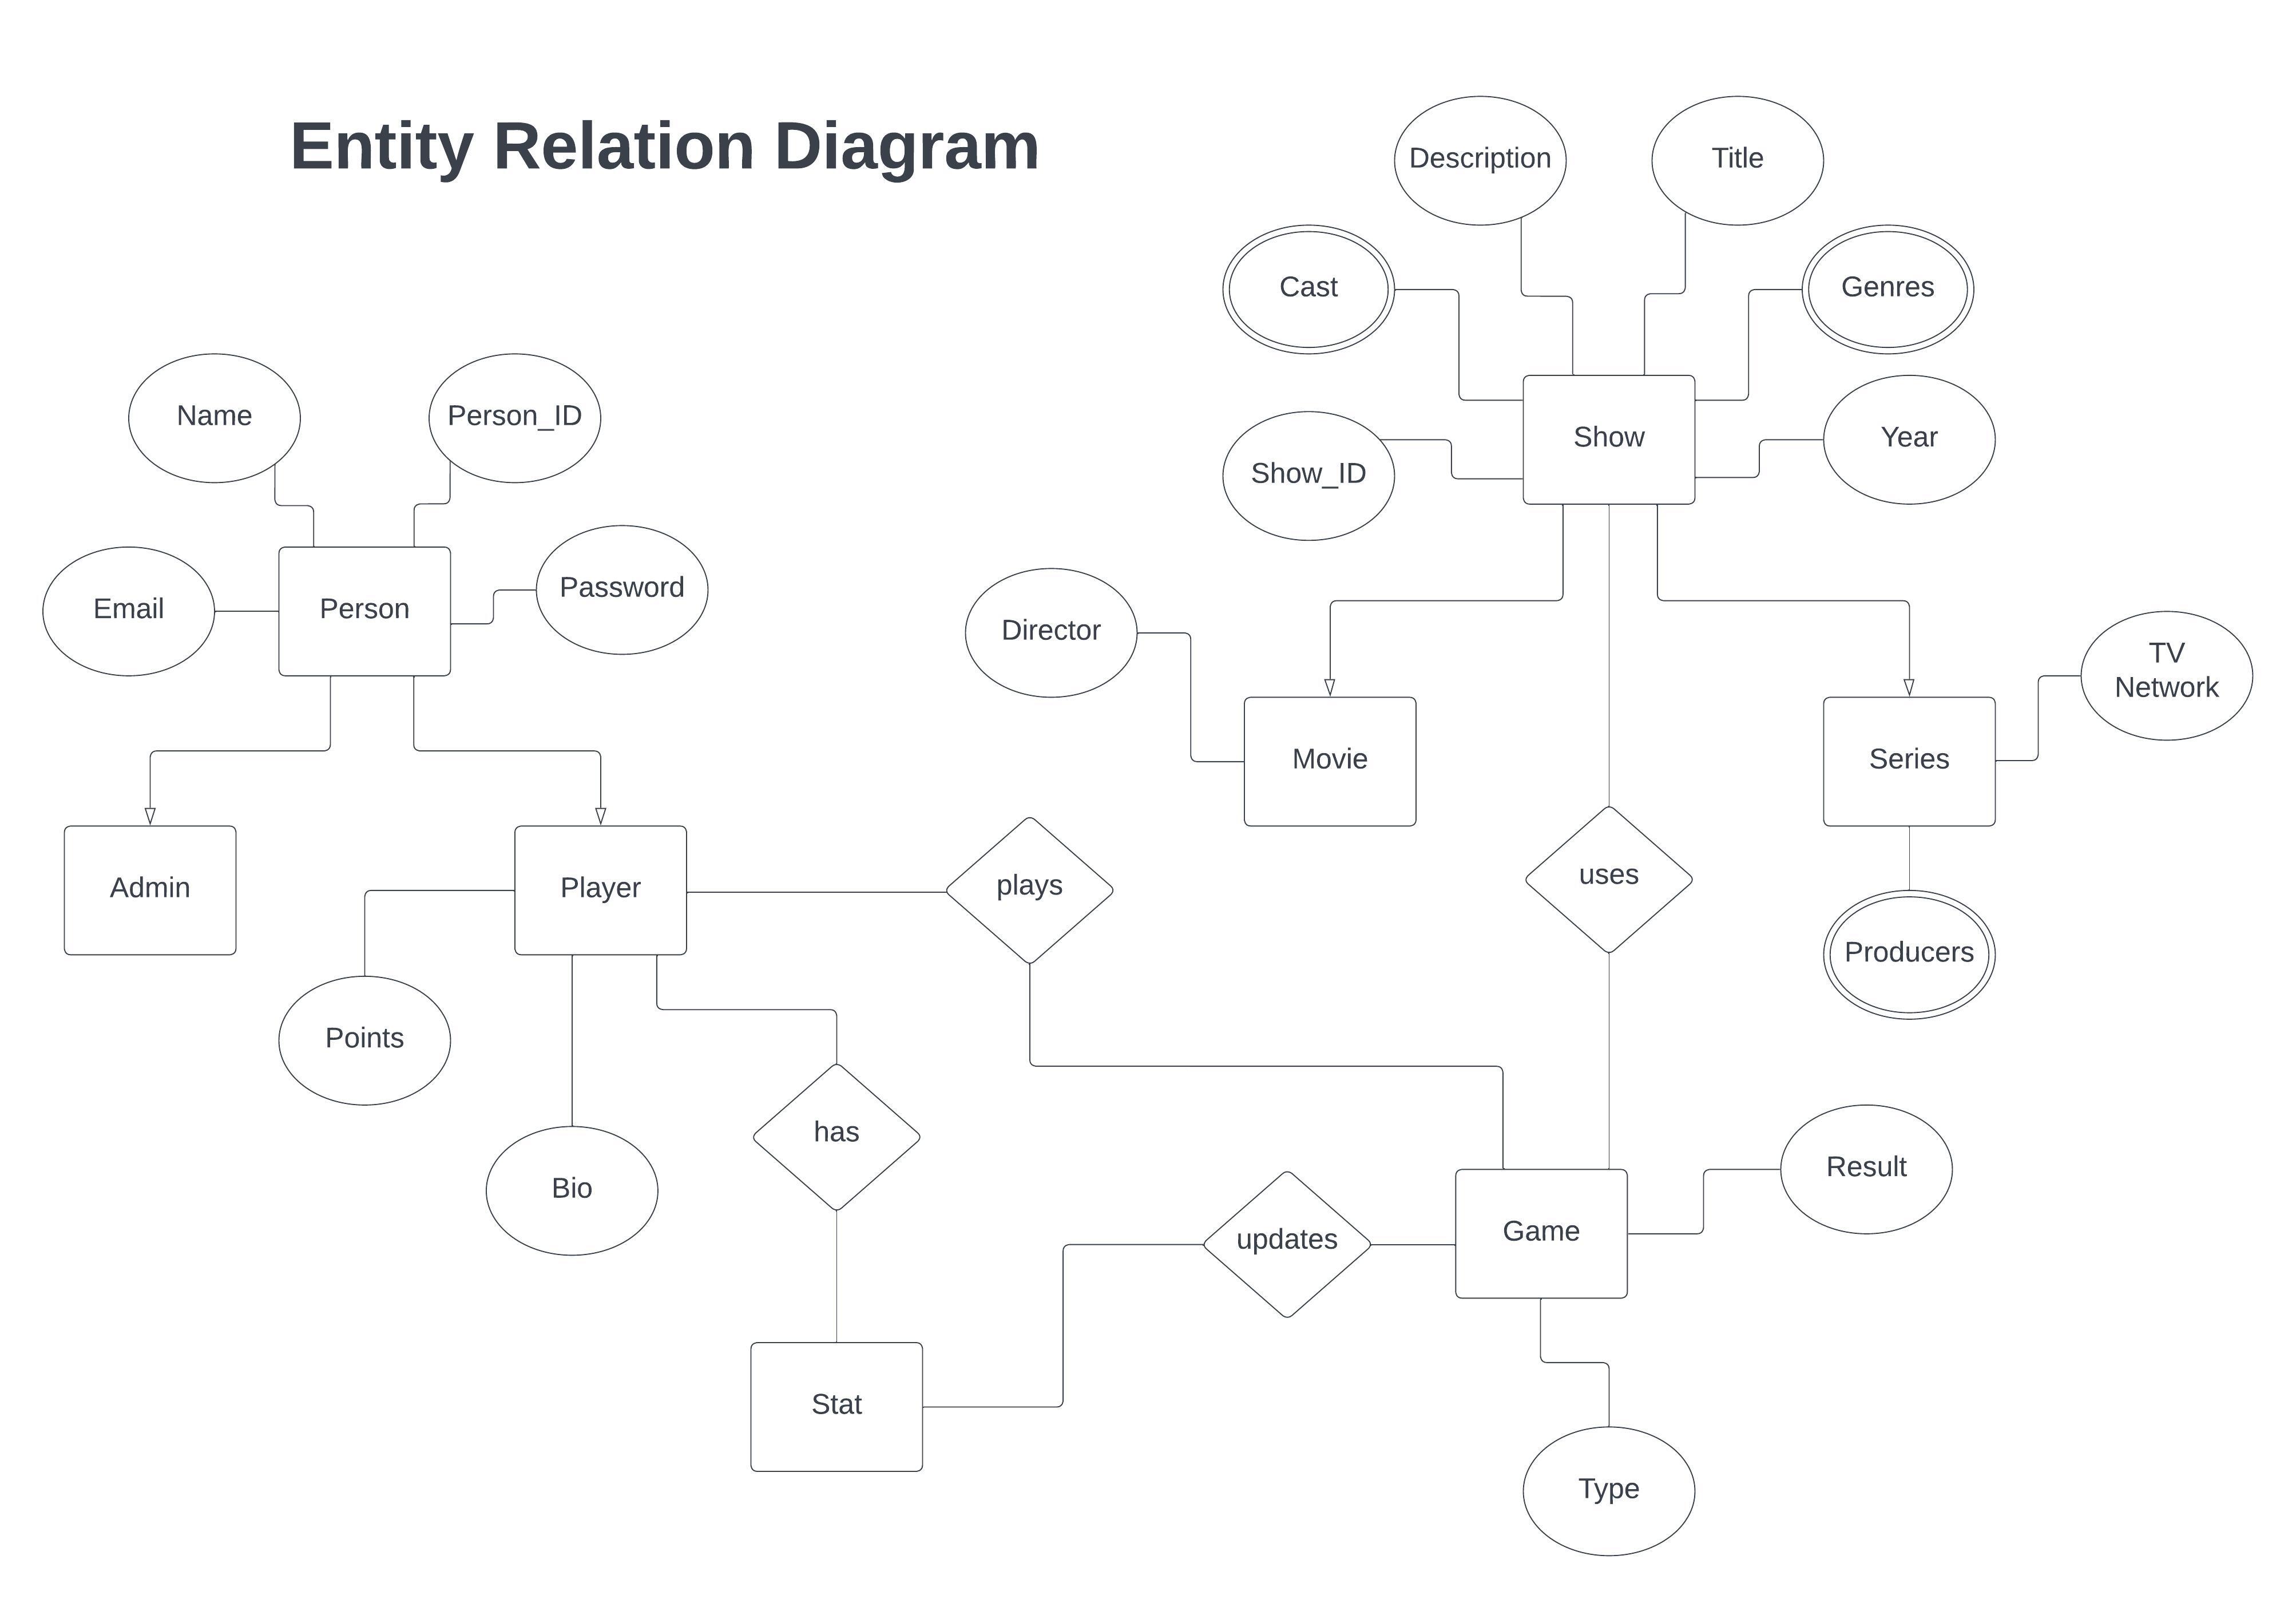 Entity Relation Diagram
Description
Title
Cast
Genres
Name
Person_ID
Show
Year
Show_ID
Email
Person
Password
Director
TV
Network
Movie
Series
Admin
Player
plays
uses
Producers
Points
has
Bio
Result
updates
Game
Stat
Type